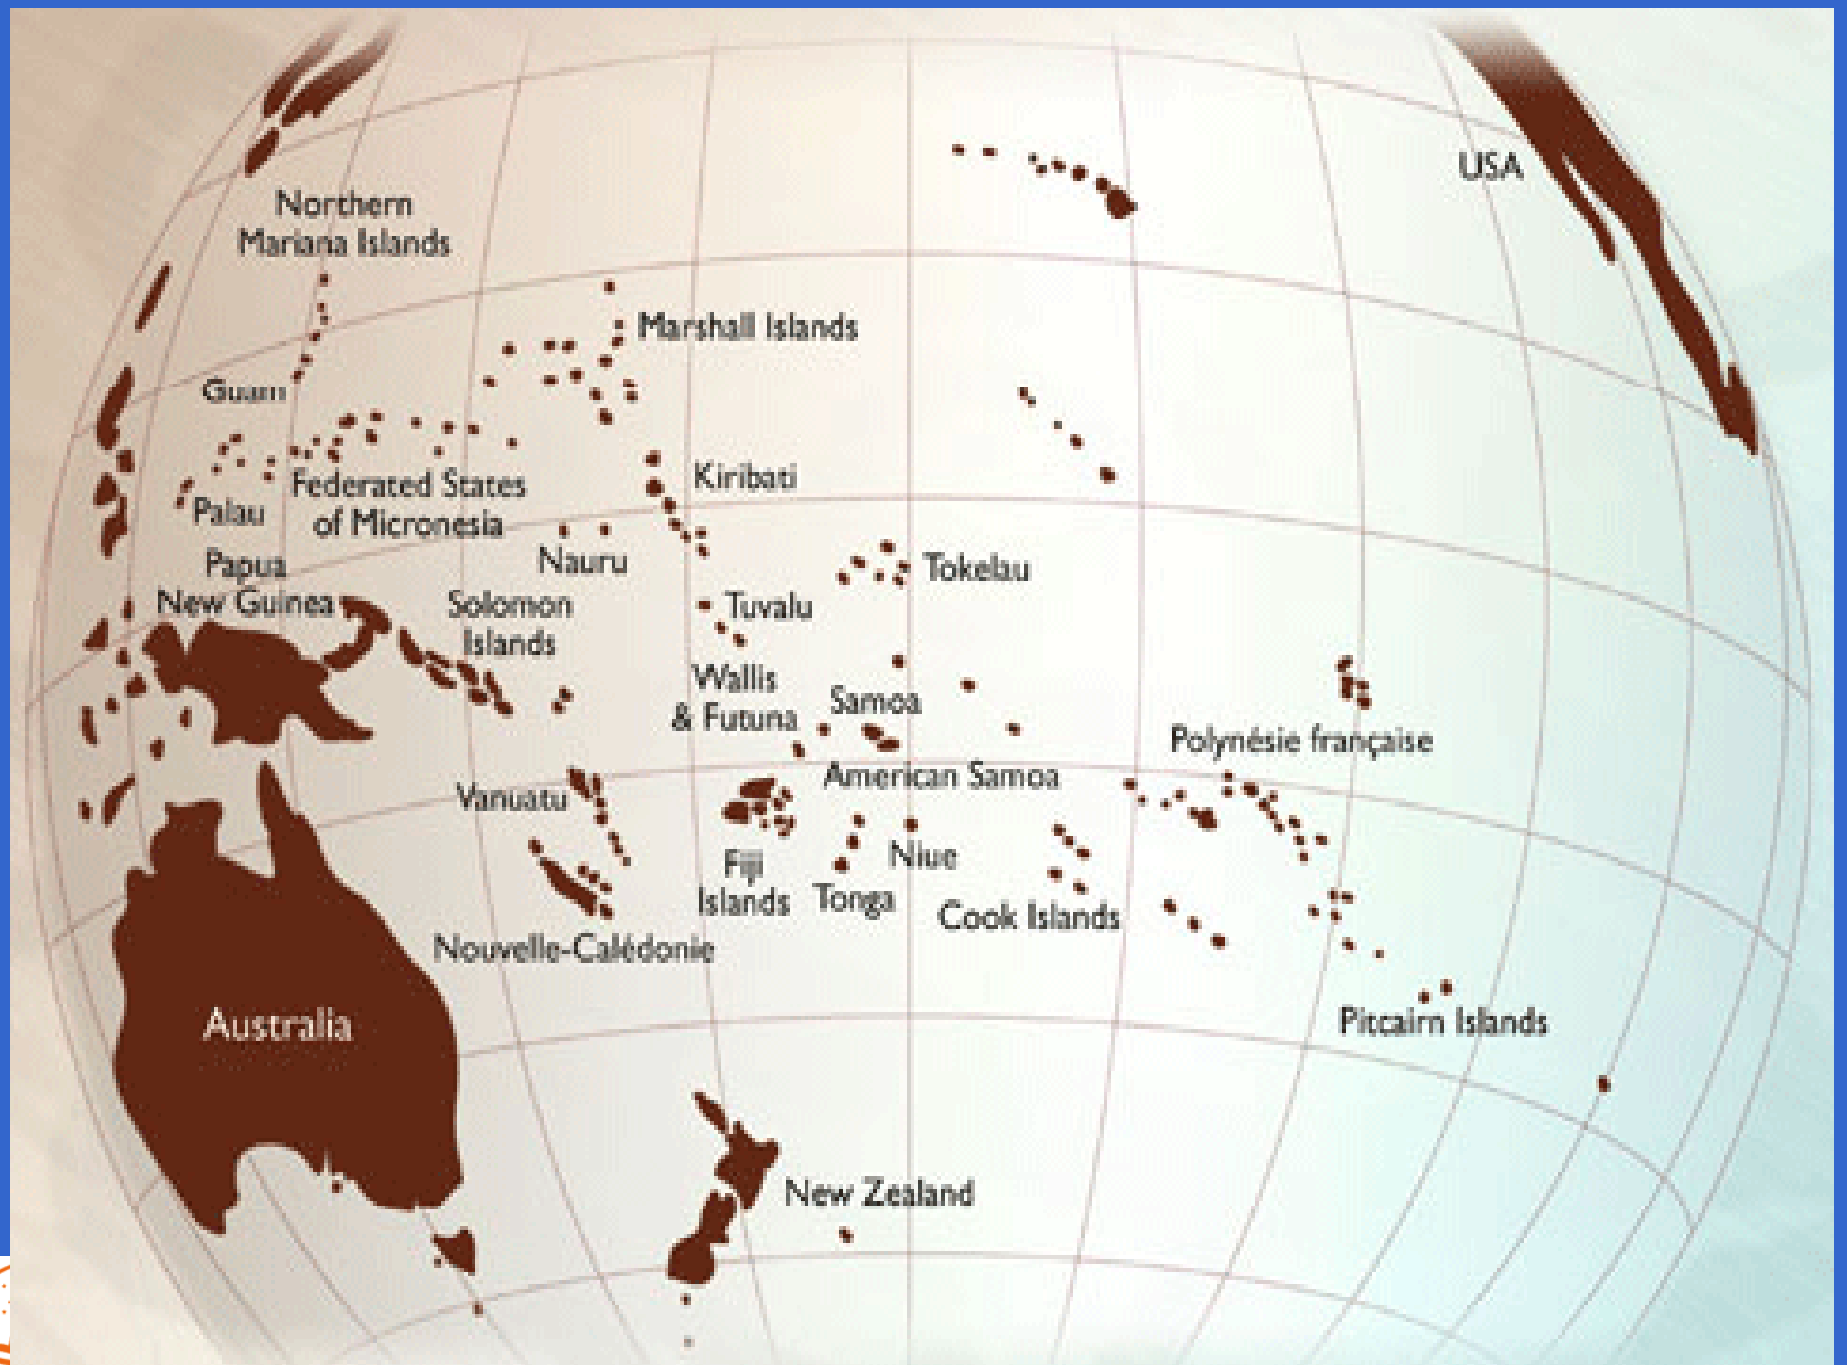 USA
Northern
Mariana Islands
Marshall Islands
Guam
Federated States
of Micronesia
Palau
Kiribati
Nauru
Papua
New Guinea
Solomon
Islands
Tokelau
Tuvalu
Wallis
& Futuna
Samoa
Polynésie française
American Samoa
Vanuatu
Fiji
Islands
Niue
Tonga
Cook Islands
Nouvelle-Calédonie
Australia
Pitcairn Islands
New Zealand